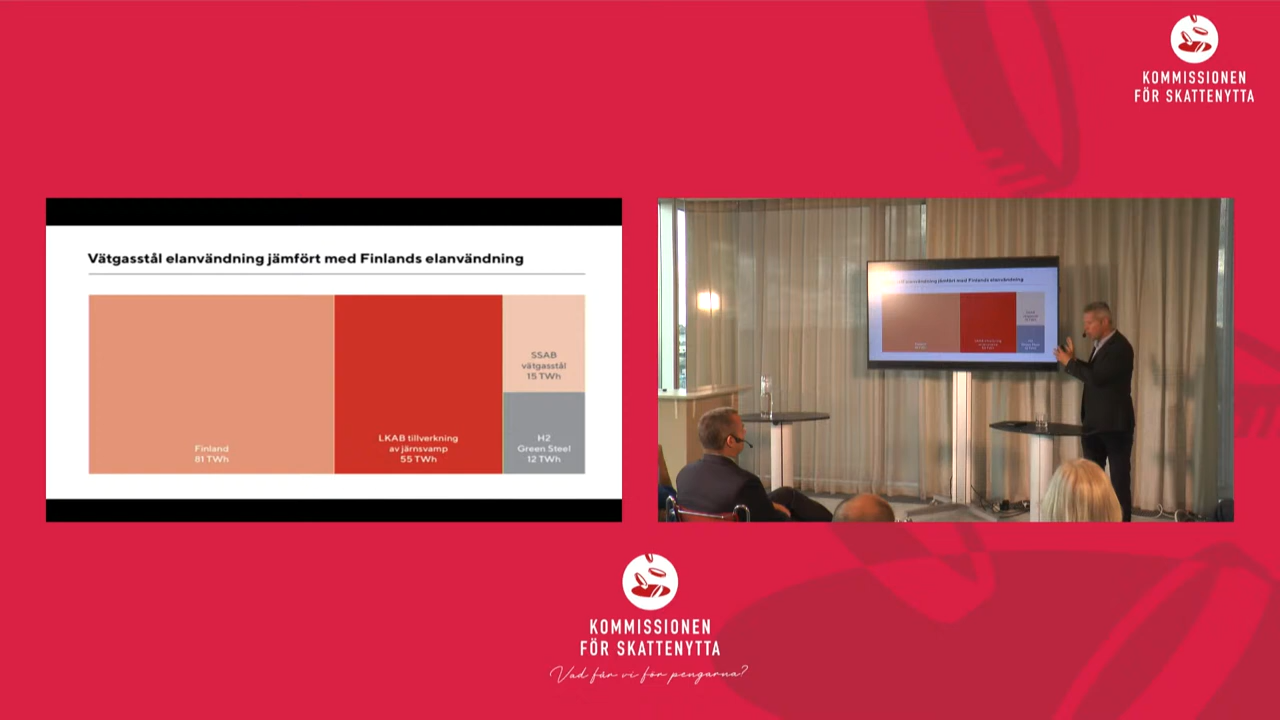 KOMMISSIONEN
FÖR SKATTENYTTA
Vätgasstål elanvändning jämfört med Finlands elanvändning
Finland
81 TWh
LKAB tillverkning
av järnsvamp
55 TWh
SSAB
vätgasstål
15 TWh
H2
Green Steel
12 TWh
KOMMISSIONEN
FÖR SKATTENYTTA
Vad får vi för pengarna?